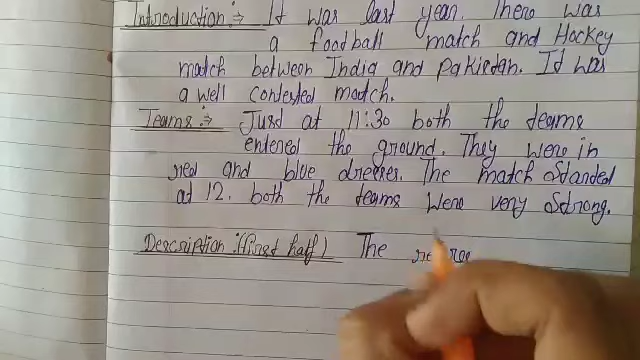 Introduction :→ It was last year. There was
a football match and Hockey
match between India and Pakistan. It was
a well contested match.
Teams :→ Just at 11:30 both the teams
entered the ground. They were in
red and blue dresses. The match Standed
at 12. both the teams were very Strong.
Description :(first half) The